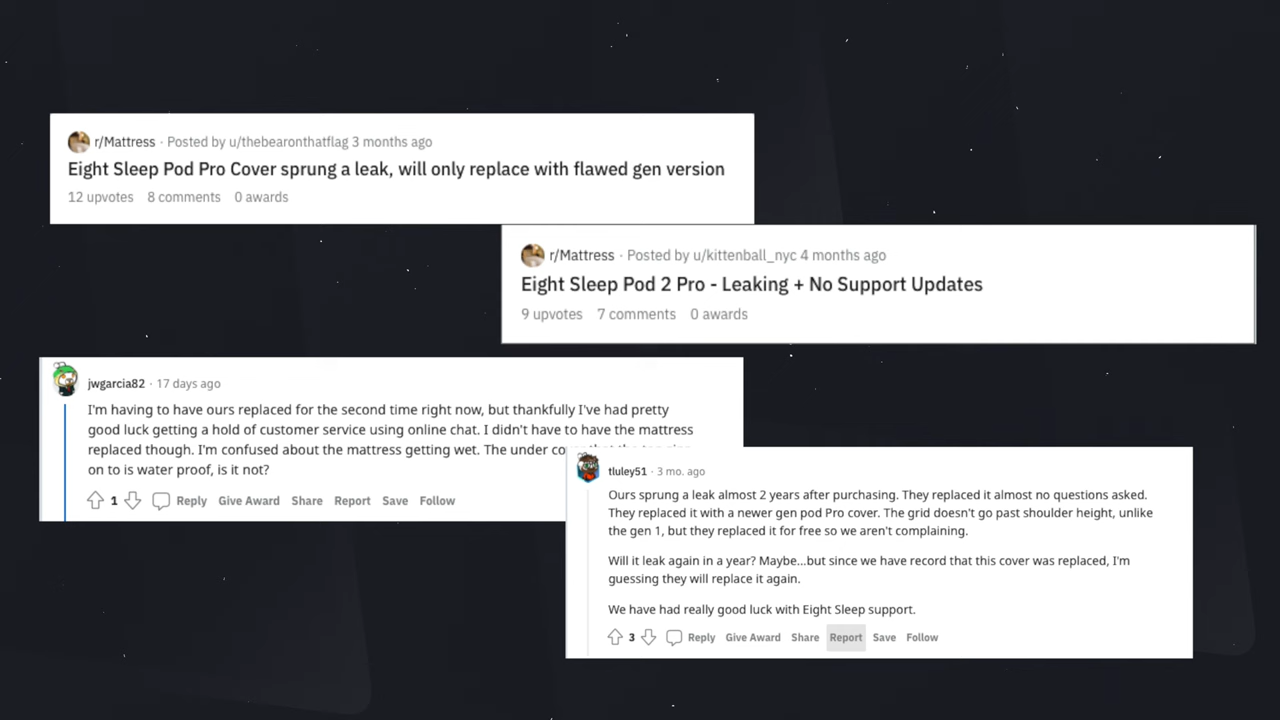 r/Mattress · Posted by u/thebearonthatflag 3 months ago
Eight Sleep Pod Pro Cover sprung a leak, will only replace with flawed gen version
12 upvotes 8 comments 0 awards
r/Mattress · Posted by u/kittenball_nyc 4 months ago
Eight Sleep Pod 2 Pro - Leaking + No Support Updates
9 upvotes 7 comments 0 awards
jwgarcia82 · 17 days ago
I'm having to have ours replaced for the second time right now, but thankfully I've had pretty
good luck getting a hold of customer service using online chat. I didn't have to have the mattress
replaced though. I'm confused about the mattress getting wet. The under
on to is water proof, is it not?
1 Reply Give Award Share Report Save Follow
tluley51 · 3 mo. ago
Ours sprung a leak almost 2 years after purchasing. They replaced it almost no questions asked.
They replaced it with a newer gen pod Pro cover. The grid doesn't go past shoulder height, unlike
the gen 1, but they replaced it for free so we aren't complaining.
Will it leak again in a year? Maybe...but since we have record that this cover was replaced, I'm
guessing they will replace it again.
We have had really good luck with Eight Sleep support.
3 Reply Give Award Share Report Save Follow